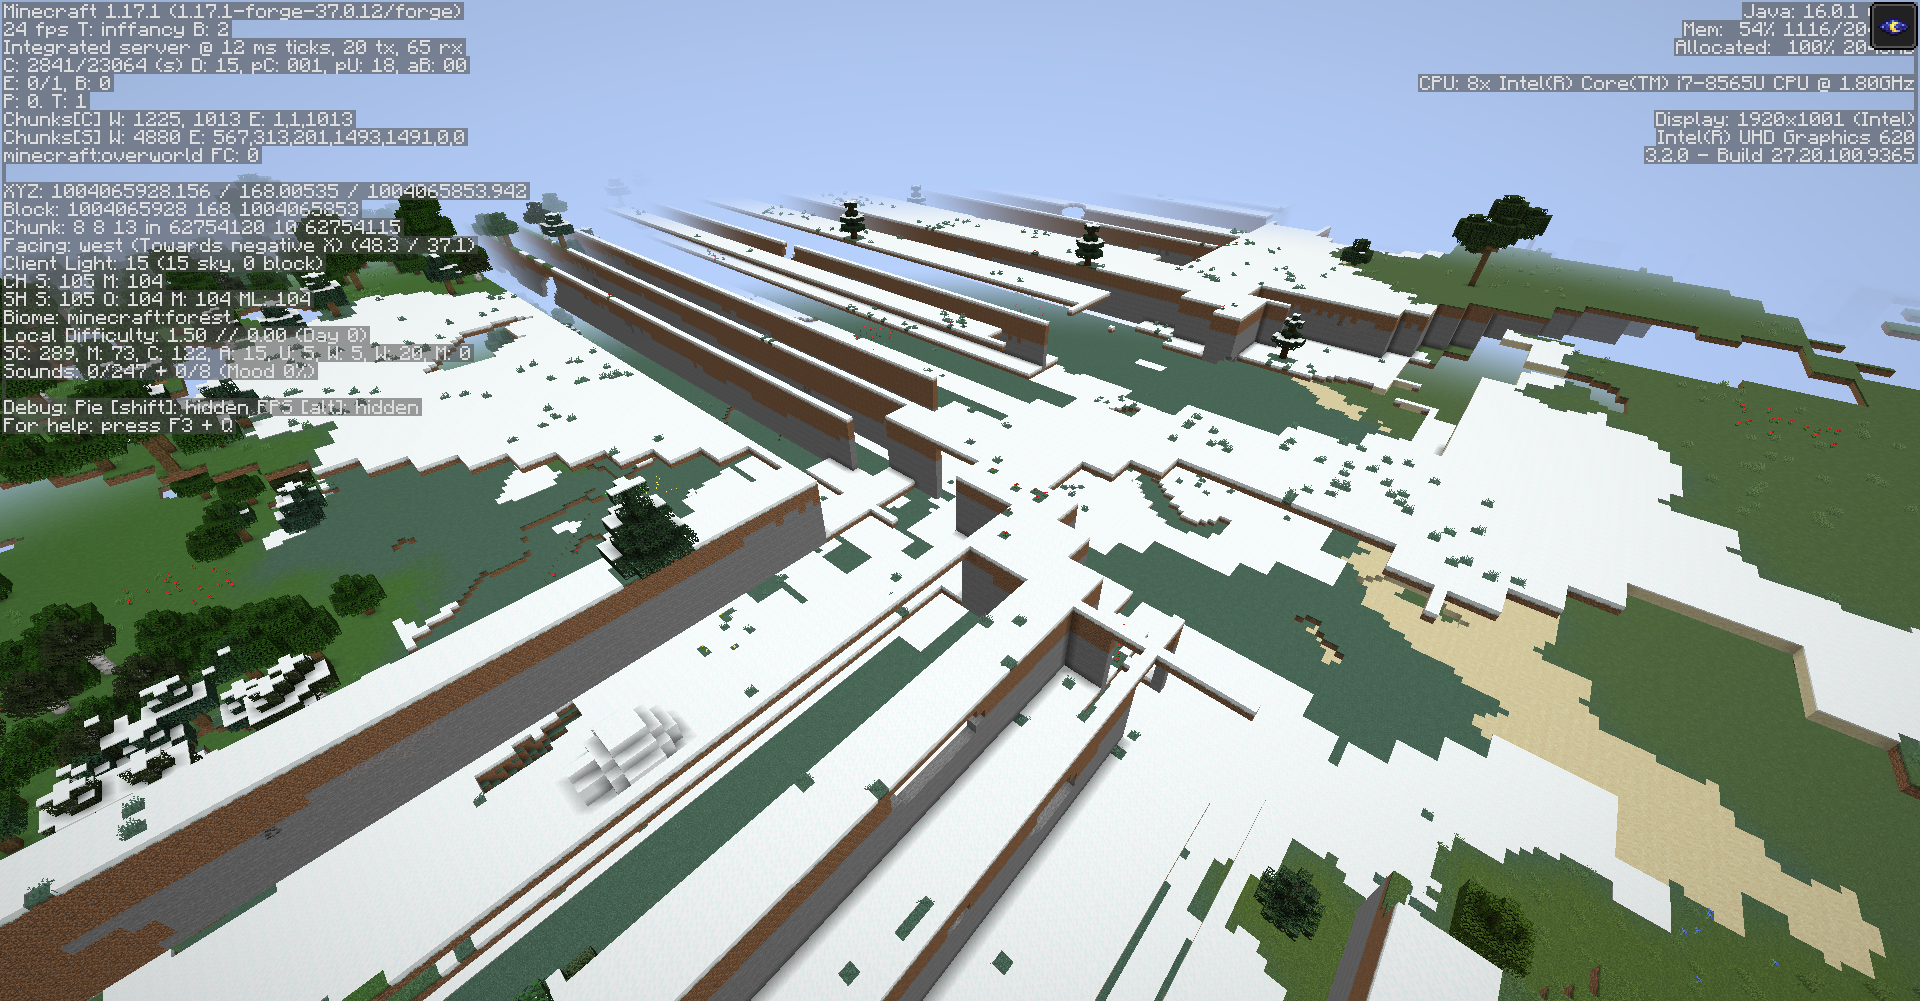 Minecraft 1.17.1 (1.17.1-forge-37.0.12/forge)
24 fps T: inffancy B: 2
Integrated server @ 12 ms ticks, 20 tx, 65 rx
C: 2841/23064 (s) D: 15, pC: 001, pU: 18, aB: 00
E: 0/1, B: 0
P: 0. T: 1
Chunks[C] W: 1225, 1013 E: 1,1,1013
Chunks[S] W: 4880 E: 567,313,201,1493,1491,0,0
minecraft:overworld FC: 0
XYZ: 1004065928.156 / 168.00535 / 1004065853.942
Block: 1004065928 168 1004065853
Chunk: 8 8 13 in 62754120 10 62754115
Facing: west (Towards negative X) (48.3 / 37.1)
Client Light: 15 (15 sky, 0 block)
CH S: 105 M: 104
SH S: 105 O: 104 M: 104 ML: 104
Biome: minecraft:forest
Local Difficulty: 1.50 // 0.00 (Day 0)
SC: 289, M: 73, C: 122, A: 15, U: 5, W: 5, W: 20, M: 0
Sounds: 0/247 + 0/8 (Mood 0%)
Debug: Pie [shift]: hidden FPS [alt]: hidden
For help: press F3 + Q
Java: 16.0.1
Mem: 54% 1116/20
Allocated: 100% 20
CPU: 8x Intel(R) Core(TM) i7-8565U CPU @ 1.80GHz
Display: 1920x1001 (Intel)
Intel(R) UHD Graphics 620
3.2.0 - Build 27.20.100.9365